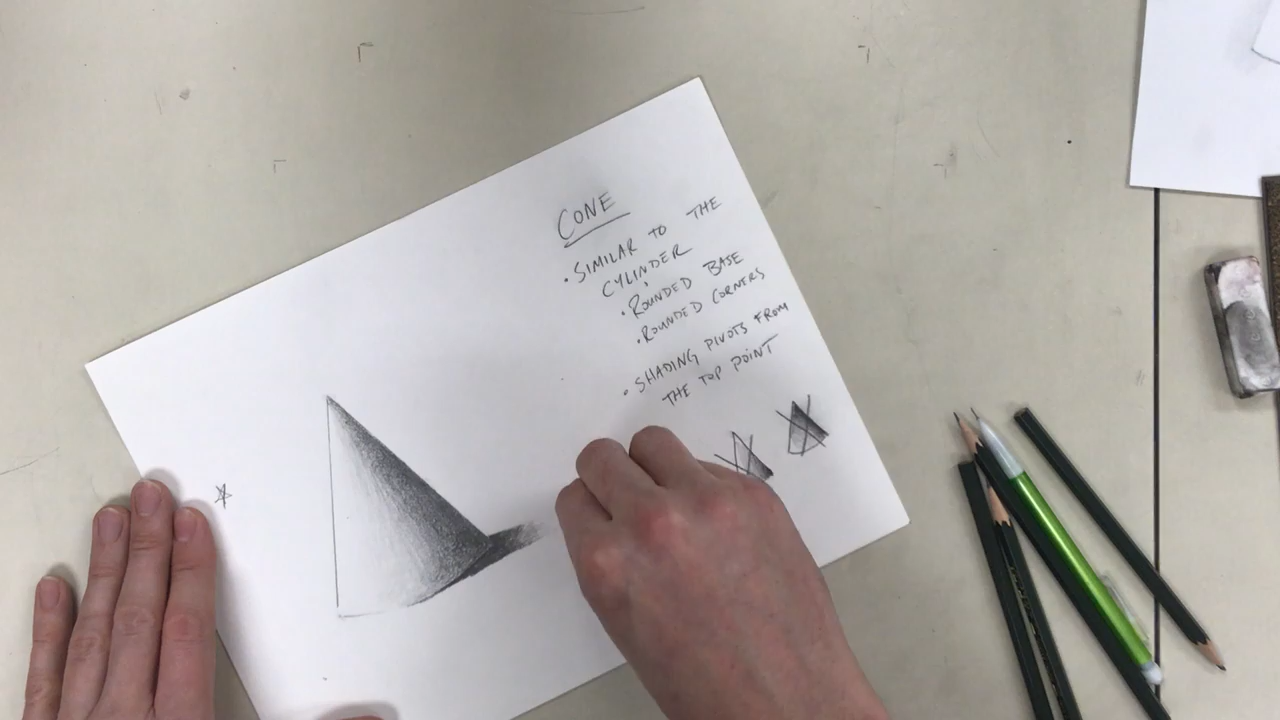 CONE
• SIMILAR TO THE
CYLINDER
• ROUNDED BASE
• ROUNDED CORNERS
• SHADING PIVOTS FROM
THE TOP POINT